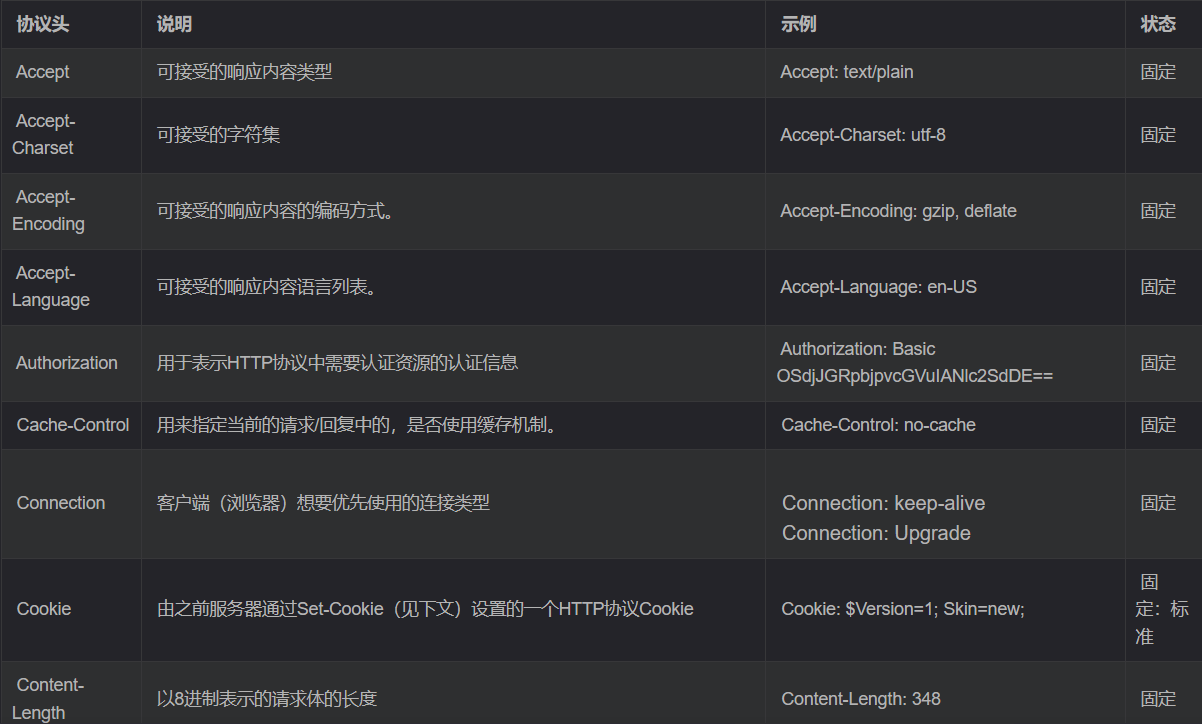 协议头 说明 示例 状态
Accept 可接受的响应内容类型 Accept: text/plain 固定
Accept-
Charset 可接受的字符集 Accept-Charset: utf-8 固定
Accept-
Encoding 可接受的响应内容的编码方式。 Accept-Encoding: gzip, deflate 固定
Accept-
Language 可接受的响应内容语言列表。 Accept-Language: en-US 固定
Authorization 用于表示HTTP协议中需要认证资源的认证信息 Authorization: Basic
OSdjJGRpbjpvcGVuIANlc2SdDE== 固定
Cache-Control 用来指定当前的请求/回复中的，是否使用缓存机制。 Cache-Control: no-cache 固定
Connection 客户端（浏览器）想要优先使用的连接类型 Connection: keep-alive
Connection: Upgrade 固定
Cookie 由之前服务器通过Set-Cookie（见下文）设置的一个HTTP协议Cookie Cookie: $Version=1; Skin=new; 固
定：标
准
Content-
Length 以8进制表示的请求体的长度 Content-Length: 348 固定